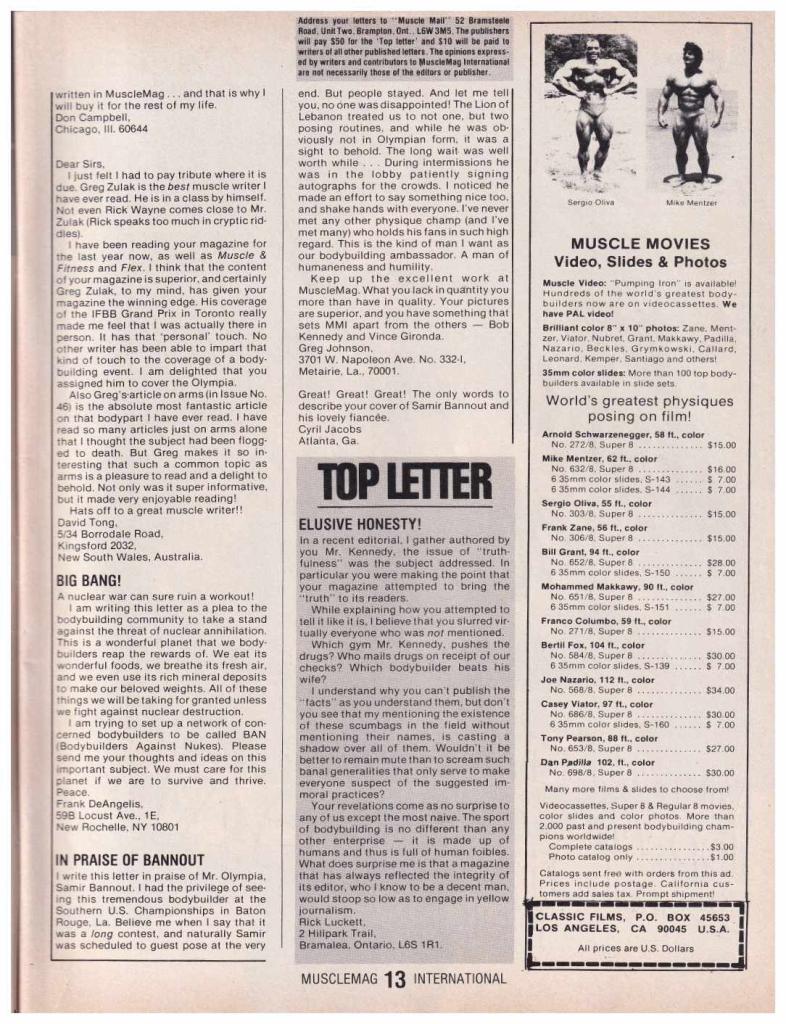 written in MuscleMag . . . and that is why I
will buy it for the rest of my life.
Don Campbell,
Chicago, Ill. 60644
Dear Sirs,
I just felt I had to pay tribute where it is
due. Greg Zulak is the best muscle writer I
have ever read. He is in a class by himself.
Not even Rick Wayne comes close to Mr.
Zulak (Rick speaks too much in cryptic rid-
dles).
I have been reading your magazine for
the last year now, as well as Muscle &
Fitness and Flex. I think that the content
of your magazine is superior, and certainly
Greg Zulak, to my mind, has given your
magazine the winning edge. His coverage
of the IFBB Grand Prix in Toronto really
made me feel that I was actually there in
person. It has that 'personal' touch. No
other writer has been able to impart that
kind of touch to the coverage of a body-
building event. I am delighted that you
assigned him to cover the Olympia.
Also Greg's article on arms (in Issue No.
46) is the absolute most fantastic article
on that bodypart I have ever read. I have
read so many articles just on arms alone
that I thought the subject had been flogg-
ed to death. But Greg makes it so in-
teresting that such a common topic as
arms is a pleasure to read and a delight to
behold. Not only was it super informative,
but it made very enjoyable reading!
Hats off to a great muscle writer!!
David Tong,
5/34 Borrodale Road,
Kingsford 2032,
New South Wales, Australia.
BIG BANG!
A nuclear war can sure ruin a workout!
I am writing this letter as a plea to the
bodybuilding community to take a stand
against the threat of nuclear annihilation.
This is a wonderful planet that we body-
builders reap the rewards of. We eat its
wonderful foods, we breathe its fresh air,
and we even use its rich mineral deposits
to make our beloved weights. All of these
things we will be taking for granted unless
we fight against nuclear destruction.
I am trying to set up a network of con-
cerned bodybuilders to be called BAN
(Bodybuilders Against Nukes). Please
send me your thoughts and ideas on this
important subject. We must care for this
planet if we are to survive and thrive.
Peace.
Frank DeAngelis,
59B Locust Ave., 1E,
New Rochelle, NY 10801
IN PRAISE OF BANNOUT
I write this letter in praise of Mr. Olympia,
Samir Bannout. I had the privilege of see-
ing this tremendous bodybuilder at the
Southern U.S. Championships in Baton
Rouge, La. Believe me when I say that it
was a long contest, and naturally Samir
was scheduled to guest pose at the very
Address your letters to "Muscle Mail" 52 Bramsteele
Road, Unit Two, Brampton, Ont., L6W 3M5. The publishers
will pay $50 for the 'Top letter' and $10 will be paid to
writers of all other published letters. The opinions express-
ed by writers and contributors to MuscleMag International
are not necessarily those of the editors or publisher.
end. But people stayed. And let me tell
you, no one was disappointed! The Lion of
Lebanon treated us to not one, but two
posing routines, and while he was ob-
viously not in Olympian form, it was a
sight to behold. The long wait was well
worth while . . . During intermissions he
was in the lobby patiently signing
autographs for the crowds. I noticed he
made an effort to say something nice too,
and shake hands with everyone. I've never
met any other physique champ (and I've
met many) who holds his fans in such high
regard. This is the kind of man I want as
our bodybuilding ambassador. A man of
humaneness and humility.
Keep up the excellent work at
MuscleMag. What you lack in quantity you
more than have in quality. Your pictures
are superior, and you have something that
sets MMI apart from the others — Bob
Kennedy and Vince Gironda.
Greg Johnson,
3701 W. Napoleon Ave. No. 332-I,
Metairie, La., 70001.
Great! Great! Great! The only words to
describe your cover of Samir Bannout and
his lovely fiancée.
Cyril Jacobs
Atlanta, Ga.
TOP LETTER
ELUSIVE HONESTY!
In a recent editorial, I gather authored by
you Mr. Kennedy, the issue of "truth-
fulness" was the subject addressed. In
particular you were making the point that
your magazine attempted to bring the
"truth" to its readers.
While explaining how you attempted to
tell it like it is, I believe that you slurred vir-
tually everyone who was not mentioned.
Which gym Mr. Kennedy, pushes the
drugs? Who mails drugs on receipt of our
checks? Which bodybuilder beats his
wife?
I understand why you can't publish the
"facts" as you understand them, but don't
you see that my mentioning the existence
of these scumbags in the field without
mentioning their names, is casting a
shadow over all of them. Wouldn't it be
better to remain mute than to scream such
banal generalities that only serve to make
everyone suspect of the suggested im-
moral practices?
Your revelations come as no surprise to
any of us except the most naive. The sport
of bodybuilding is no different than any
other enterprise — it is made up of
humans and thus is full of human foibles.
What does surprise me is that a magazine
that has always reflected the integrity of
its editor, who I know to be a decent man,
would stoop so low as to engage in yellow
journalism.
Rick Luckett,
2 Hillpark Trail,
Bramalea, Ontario, L6S 1R1.
Sergio Oliva
Mike Mentzer
MUSCLE MOVIES
Video, Slides & Photos
Muscle Video: "Pumping Iron" is available!
Hundreds of the world's greatest body-
builders now are on videocassettes. We
have PAL video!
Brilliant color 8" x 10" photos: Zane, Ment-
zer, Viator, Nubret, Grant, Makkawy, Padilla,
Nazario, Beckles, Grymkowski, Callard,
Leonard, Kemper, Santiago and others!
35mm color slides: More than 100 top body-
builders available in slide sets.
World's greatest physiques
posing on film!
Arnold Schwarzenegger, 58 ft., color
No. 272/8, Super 8 . . . . . . . . . . . . . . $15.00
Mike Mentzer, 62 ft., color
No. 632/8, Super 8 . . . . . . . . . . . . . . $16.00
6 35mm color slides, S-143 . . . . . . $ 7.00
6 35mm color slides, S-144 . . . . . . $ 7.00
Sergio Oliva, 55 ft., color
No. 303/8, Super 8 . . . . . . . . . . . . . . $15.00
Frank Zane, 56 ft., color
No. 306/8, Super 8 . . . . . . . . . . . . . . $15.00
Bill Grant, 94 ft., color
No. 652/8, Super 8 . . . . . . . . . . . . . . $28.00
6 35mm color slides, S-150 . . . . . . $ 7.00
Mohammed Makkawy, 90 ft., color
No. 651/8, Super 8 . . . . . . . . . . . . . . $27.00
6 35mm color slides, S-151 . . . . . . $ 7.00
Franco Columbo, 59 ft., color
No. 271/8, Super 8 . . . . . . . . . . . . . . $15.00
Bertil Fox, 104 ft., color
No. 584/8, Super 8 . . . . . . . . . . . . . . $30.00
6 35mm color slides, S-139 . . . . . . $ 7.00
Joe Nazario, 112 ft., color
No. 568/8, Super 8 . . . . . . . . . . . . . . $34.00
Casey Viator, 97 ft., color
No. 686/8, Super 8 . . . . . . . . . . . . . . $30.00
6 35mm color slides, S-160 . . . . . . $ 7.00
Tony Pearson, 88 ft., color
No. 653/8, Super 8 . . . . . . . . . . . . . . $27.00
Dan Padilla 102, ft., color
No. 698/8, Super 8 . . . . . . . . . . . . . . $30.00
Many more films & slides to choose from!
Videocassettes, Super 8 & Regular 8 movies,
color slides and color photos. More than
2,000 past and present bodybuilding cham-
pions worldwide!
Complete catalogs . . . . . . . . . . . . . $3.00
Photo catalog only . . . . . . . . . . . . . $1.00
Catalogs sent free with orders from this ad.
Prices include postage. California cus-
tomers add sales tax. Prompt shipment!
CLASSIC FILMS, P.O. BOX 45653
LOS ANGELES, CA 90045 U.S.A.
All prices are U.S. Dollars
MUSCLEMAG 13 INTERNATIONAL